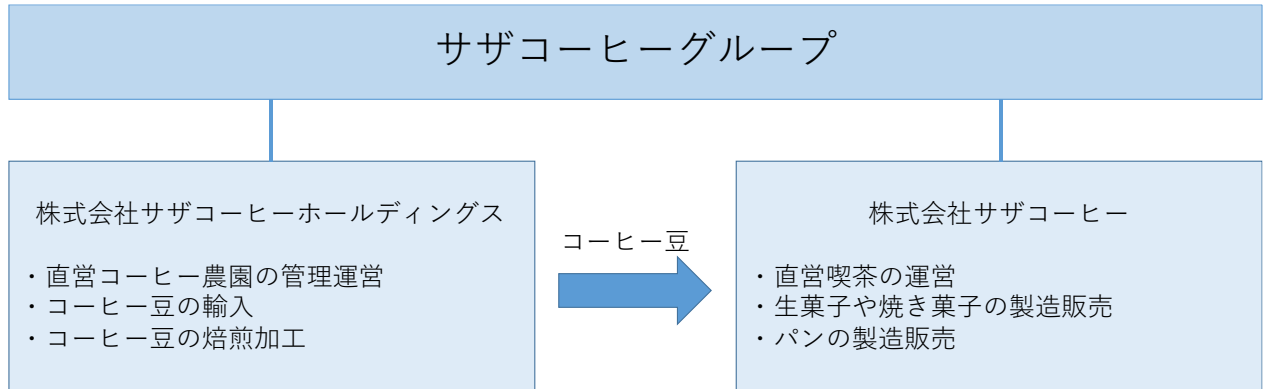 サザコーヒーグループ
株式会社サザコーヒーホールディングス
・直営コーヒー農園の管理運営
・コーヒー豆の輸入
・コーヒー豆の焙煎加工
コーヒー豆
株式会社サザコーヒー
・直営喫茶の運営
・生菓子や焼き菓子の製造販売
・パンの製造販売